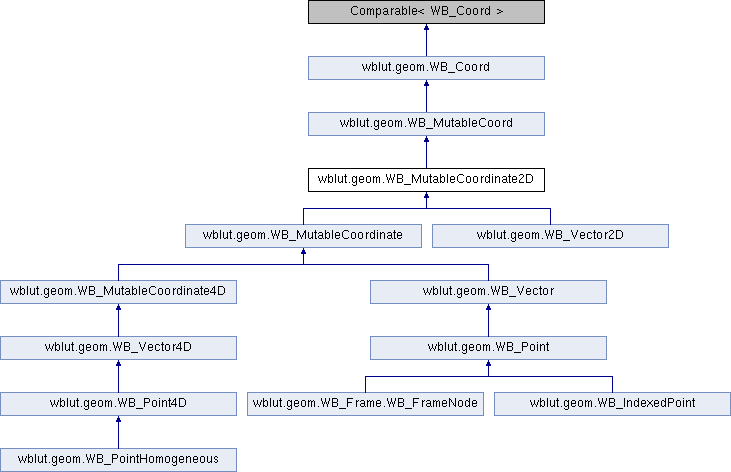 Comparable< WB_Coord >
wblut.geom.WB_Coord
wblut.geom.WB_MutableCoord
wblut.geom.WB_MutableCoordinate2D
wblut.geom.WB_MutableCoordinate
wblut.geom.WB_Vector2D
wblut.geom.WB_MutableCoordinate4D
wblut.geom.WB_Vector
wblut.geom.WB_Vector4D
wblut.geom.WB_Point
wblut.geom.WB_Point4D
wblut.geom.WB_Frame.WB_FrameNode
wblut.geom.WB_IndexedPoint
wblut.geom.WB_PointHomogeneous